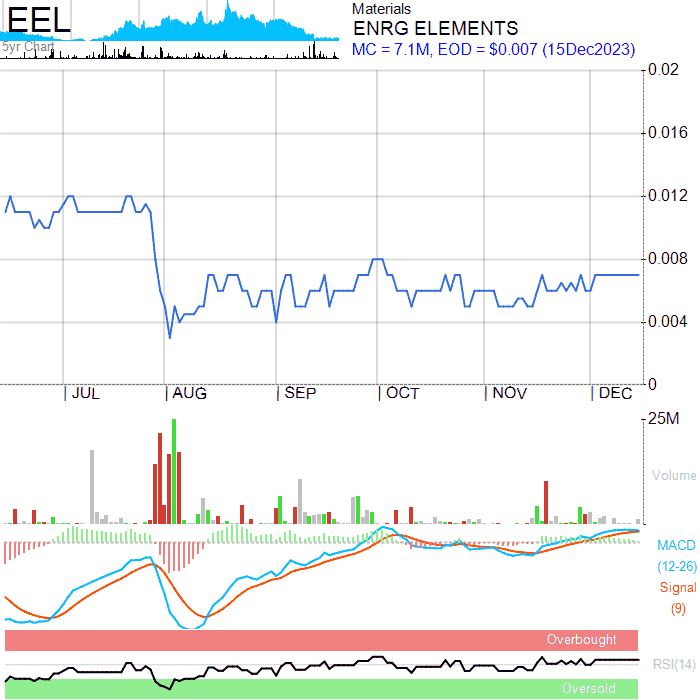 EEL
5yr Chart
Materials
ENRG ELEMENTS
MC = 7.1M, EOD = $0.007 (15Dec2023)
0.02
0.016
0.012
0.008
0.004
0
JUL AUG SEP OCT NOV DEC
25M
Volume
MACD
(12-26)
Signal
(9)
Overbought
RSI(14)
Oversold